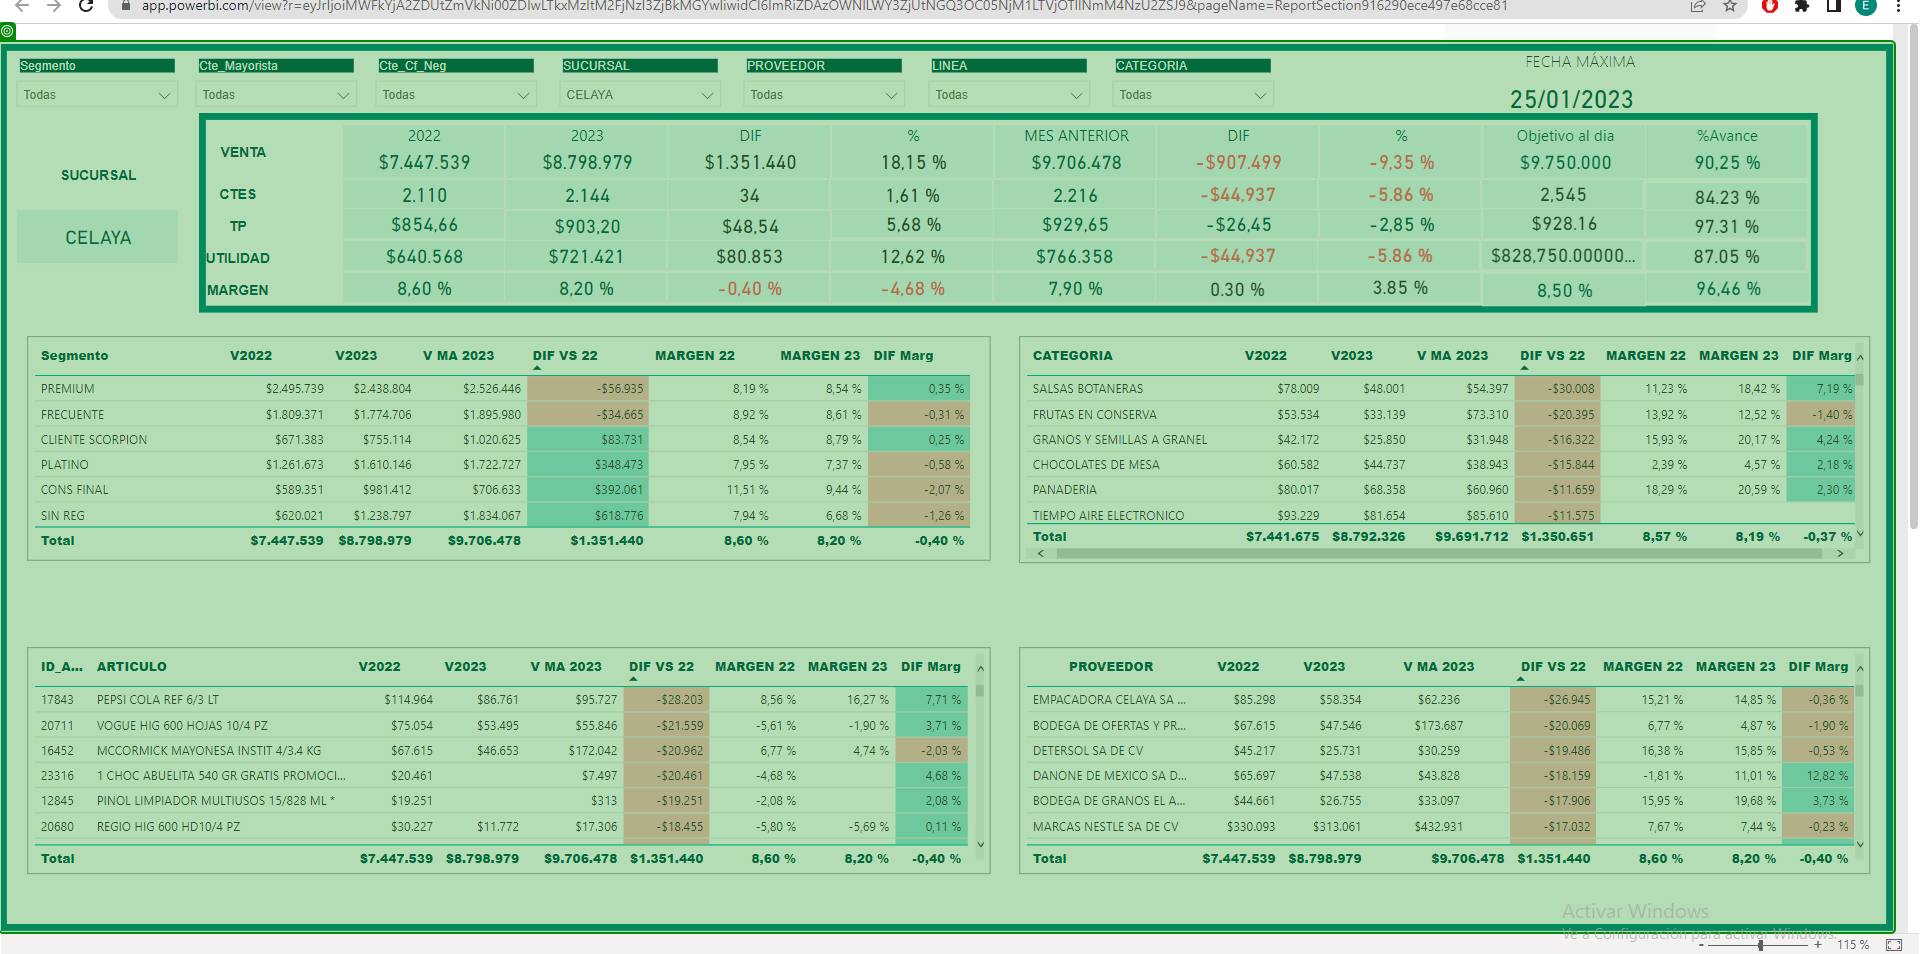 app.powerbi.com/view?r=eyJrIjoiMWFkYjA2ZDUtZmVkNi00ZDIwLTkxMzItM2FjNzI3ZjBkMGYwIiwidCI6ImRiZDAzOWNlLWY3ZjUtNGQ3OC05NjM1LTVjOTllNmM4NzU2ZSJ9&pageName=ReportSection916290ece497e68cce81
E
Segmento Cte_Mayorista Cte_Cf_Neg SUCURSAL PROVEEDOR LINEA CATEGORIA FECHA MÁXIMA
Todas Todas Todas CELAYA Todas Todas Todas 25/01/2023
2022 2023 DIF % MES ANTERIOR DIF % Objetivo al dia %Avance
VENTA $7.447.539 $8.798.979 $1.351.440 18,15 % $9.706.478 -$907.499 -9,35 % $9.750.000 90,25 %
SUCURSAL
CTES 2.110 2.144 34 1,61 % 2.216 -$44,937 -5.86 % 2,545 84.23 %
TP $854,66 $903,20 $48,54 5,68 % $929,65 -$26,45 -2,85 % $928.16 97.31 %
CELAYA
UTILIDAD $640.568 $721.421 $80.853 12,62 % $766.358 -$44,937 -5.86 % $828,750.00000... 87.05 %
MARGEN 8,60 % 8,20 % -0,40 % -4,68 % 7,90 % 0.30 % 3.85 % 8,50 % 96,46 %
Segmento V2022 V2023 V MA 2023 DIF VS 22 MARGEN 22 MARGEN 23 DIF Marg
PREMIUM $2.495.739 $2.438.804 $2.526.446 -$56.935 8,19 % 8,54 % 0,35 %
FRECUENTE $1.809.371 $1.774.706 $1.895.980 -$34.665 8,92 % 8,61 % -0,31 %
CLIENTE SCORPION $671.383 $755.114 $1.020.625 $83.731 8,54 % 8,79 % 0,25 %
PLATINO $1.261.673 $1.610.146 $1.722.727 $348.473 7,95 % 7,37 % -0,58 %
CONS FINAL $589.351 $981.412 $706.633 $392.061 11,51 % 9,44 % -2,07 %
SIN REG $620.021 $1.238.797 $1.834.067 $618.776 7,94 % 6,68 % -1,26 %
Total $7.447.539 $8.798.979 $9.706.478 $1.351.440 8,60 % 8,20 % -0,40 %
CATEGORIA V2022 V2023 V MA 2023 DIF VS 22 MARGEN 22 MARGEN 23 DIF Marg
SALSAS BOTANERAS $78.009 $48.001 $54.397 -$30.008 11,23 % 18,42 % 7,19 %
FRUTAS EN CONSERVA $53.534 $33.139 $73.310 -$20.395 13,92 % 12,52 % -1,40 %
GRANOS Y SEMILLAS A GRANEL $42.172 $25.850 $31.948 -$16.322 15,93 % 20,17 % 4,24 %
CHOCOLATES DE MESA $60.582 $44.737 $38.943 -$15.844 2,39 % 4,57 % 2,18 %
PANADERIA $80.017 $68.358 $60.960 -$11.659 18,29 % 20,59 % 2,30 %
TIEMPO AIRE ELECTRONICO $93.229 $81.654 $85.610 -$11.575
Total $7.441.675 $8.792.326 $9.691.712 $1.350.651 8,57 % 8,19 % -0,37 %
ID_A... ARTICULO V2022 V2023 V MA 2023 DIF VS 22 MARGEN 22 MARGEN 23 DIF Marg
17843 PEPSI COLA REF 6/3 LT $114.964 $86.761 $95.727 -$28.203 8,56 % 16,27 % 7,71 %
20711 VOGUE HIG 600 HOJAS 10/4 PZ $75.054 $53.495 $55.846 -$21.559 -5,61 % -1,90 % 3,71 %
16452 MCCORMICK MAYONESA INSTIT 4/3.4 KG $67.615 $46.653 $172.042 -$20.962 6,77 % 4,74 % -2,03 %
23316 1 CHOC ABUELITA 540 GR GRATIS PROMOCI... $20.461 $7.497 -$20.461 -4,68 % 4,68 %
12845 PINOL LIMPIADOR MULTIUSOS 15/828 ML * $19.251 $313 -$19.251 -2,08 % 2,08 %
20680 REGIO HIG 600 HD10/4 PZ $30.227 $11.772 $17.306 -$18.455 -5,80 % -5,69 % 0,11 %
Total $7.447.539 $8.798.979 $9.706.478 $1.351.440 8,60 % 8,20 % -0,40 %
PROVEEDOR V2022 V2023 V MA 2023 DIF VS 22 MARGEN 22 MARGEN 23 DIF Marg
EMPACADORA CELAYA SA ... $85.298 $58.354 $62.236 -$26.945 15,21 % 14,85 % -0,36 %
BODEGA DE OFERTAS Y PR... $67.615 $47.546 $173.687 -$20.069 6,77 % 4,87 % -1,90 %
DETERSOL SA DE CV $45.217 $25.731 $30.259 -$19.486 16,38 % 15,85 % -0,53 %
DANONE DE MEXICO SA D... $65.697 $47.538 $43.828 -$18.159 -1,81 % 11,01 % 12,82 %
BODEGA DE GRANOS EL A... $44.661 $26.755 $33.097 -$17.906 15,95 % 19,68 % 3,73 %
MARCAS NESTLE SA DE CV $330.093 $313.061 $432.931 -$17.032 7,67 % 7,44 % -0,23 %
Total $7.447.539 $8.798.979 $9.706.478 $1.351.440 8,60 % 8,20 % -0,40 %
Activar Windows
Ve a Configuración para activar Windows.
- + 115 %